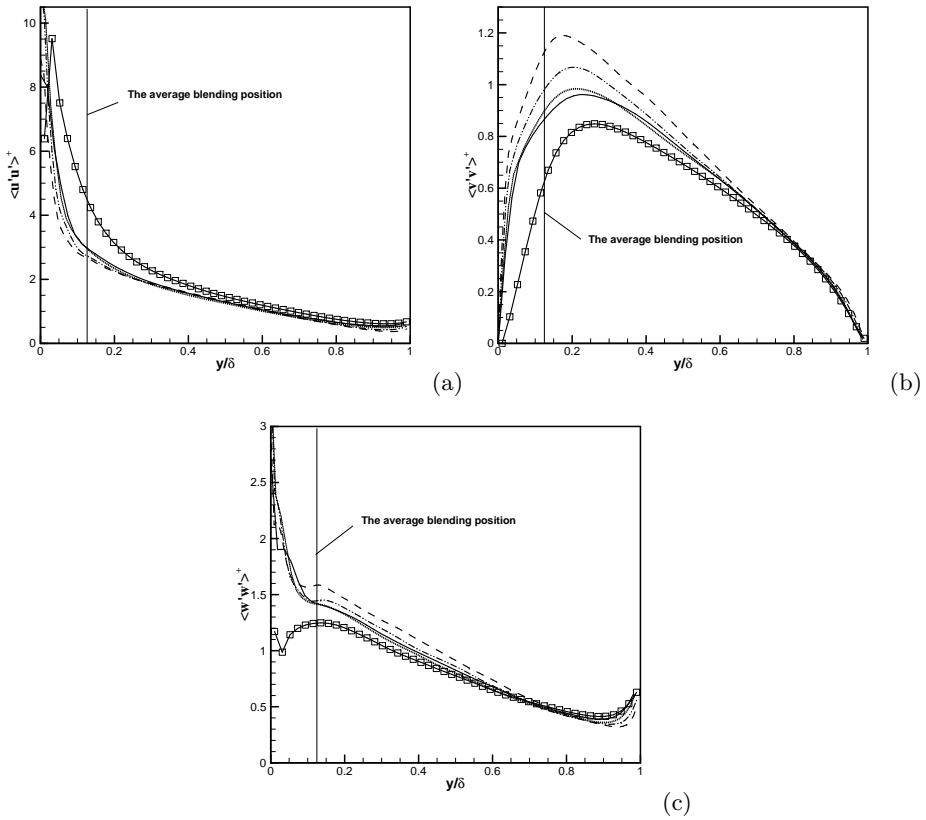 10
8
6
4
2
0
<u'u'>+
The average blending position
0 0.2 0.4 0.6 0.8 1
y/δ
(a)
1.2
1
0.8
0.6
0.4
0.2
0
<v'v'>+
The average blending position
0 0.2 0.4 0.6 0.8 1
y/δ
(b)
3
2.5
2
1.5
1
0.5
0
<w'w'>+
The average blending position
0 0.2 0.4 0.6 0.8 1
y/δ
(c)